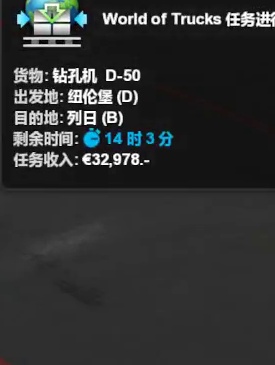 World of Trucks 任务进行
货物: 钻孔机 D-50
出发地: 纽伦堡 (D)
目的地: 列日 (B)
剩余时间: 14 时 3 分
任务收入: €32,978.-